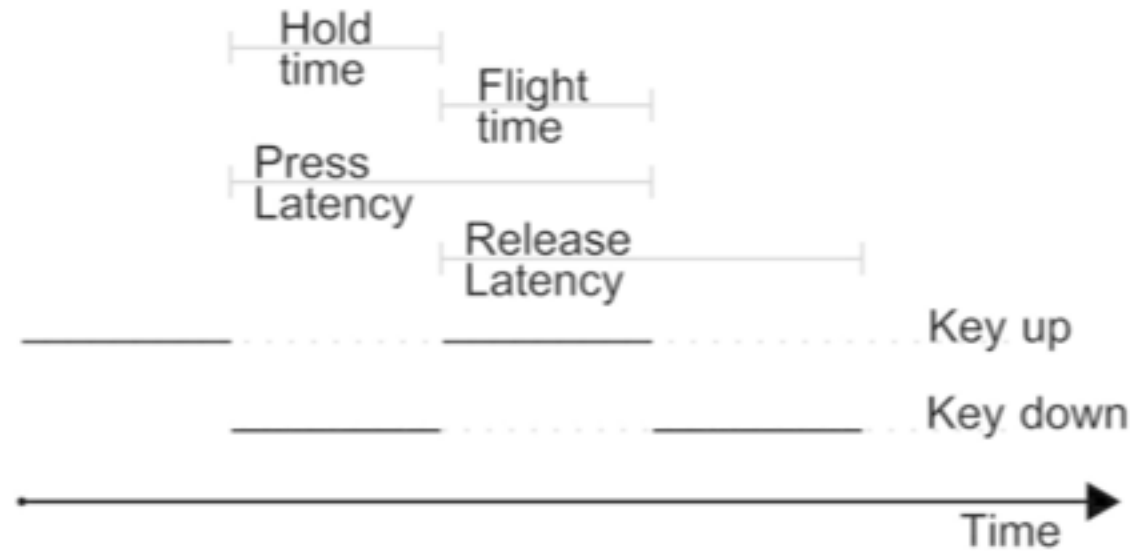 Hold
time
Flight
time
Press
Latency
Release
Latency
Key up
Key down
Time